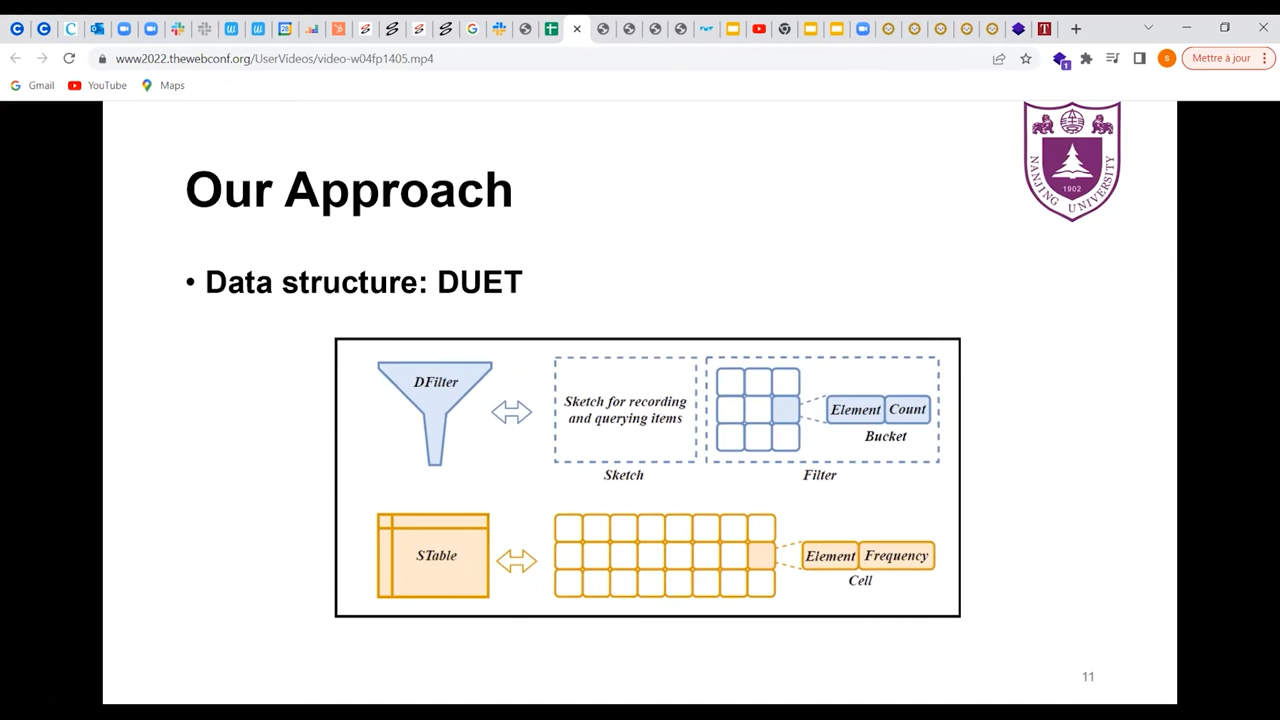 www2022.thewebconf.org/UserVideos/video-w04fp1405.mp4
S
Mettre à jour
1
Gmail
YouTube
Maps
NANJING UNIVERSITY
1902
Our Approach
• Data structure: DUET
DFilter
Sketch for recording
and querying items
Element Count
Bucket
Sketch
Filter
STable
Element Frequency
Cell
11